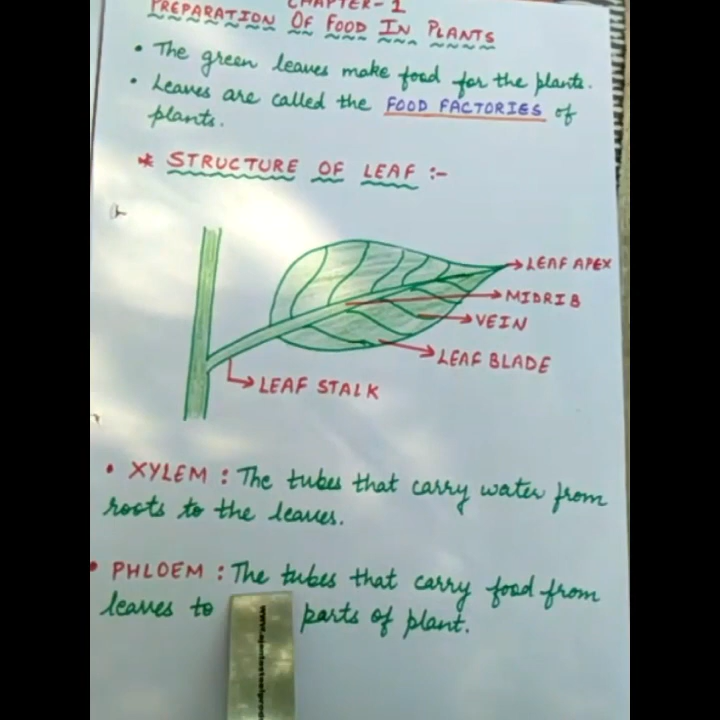 CHAPTER-1
PREPARATION OF FOOD IN PLANTS
• The green leaves make food for the plants.
• Leaves are called the FOOD FACTORIES of
plants.
* STRUCTURE OF LEAF :-
LEAF APEX
MIDRIB
VEIN
LEAF BLADE
LEAF STALK
• XYLEM : The tubes that carry water from
roots to the leaves.
• PHLOEM : The tubes that carry food from
leaves to parts of plant.